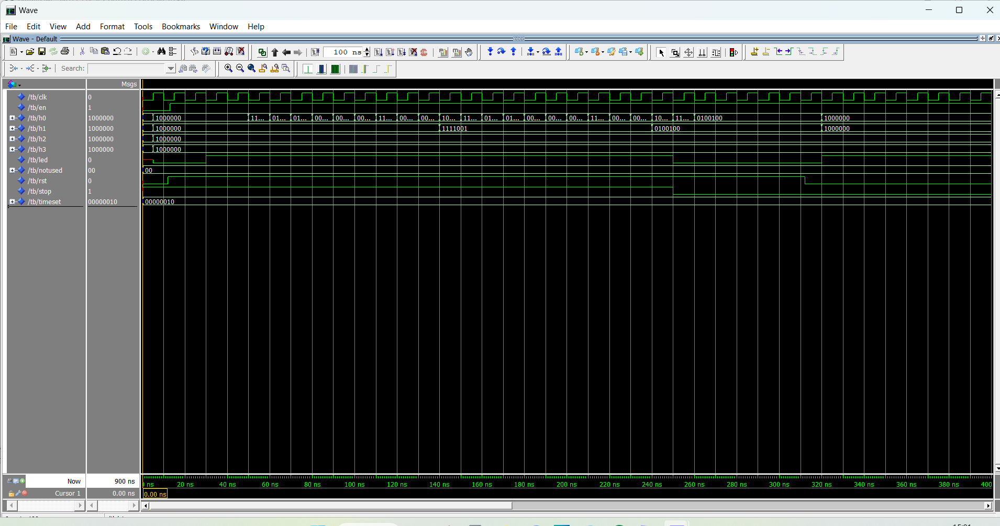 Wave
File Edit View Add Format Tools Bookmarks Window Help
Wave - Default
100 ns
Search:
Msgs
/tb/clk 0
/tb/en 1
/tb/h0 1000000 1000000 11... 01... 01... 00... 00... 00... 11... 00... 00... 10... 11... 01... 01... 00... 00... 00... 11... 00... 00... 10... 11... 0100100 1000000
/tb/h1 1000000 1000000 1111001 0100100 1000000
/tb/h2 1000000 1000000
/tb/h3 1000000 1000000
/tb/led 0
/tb/notused 00 00
/tb/rst 0
/tb/stop 1
/tb/timeset 00000010 00000010
Now 900 ns ns 20 ns 40 ns 60 ns 80 ns 100 ns 120 ns 140 ns 160 ns 180 ns 200 ns 220 ns 240 ns 260 ns 280 ns 300 ns 320 ns 340 ns 360 ns 380 ns 400
Cursor 1 0.00 ns 0.00 ns